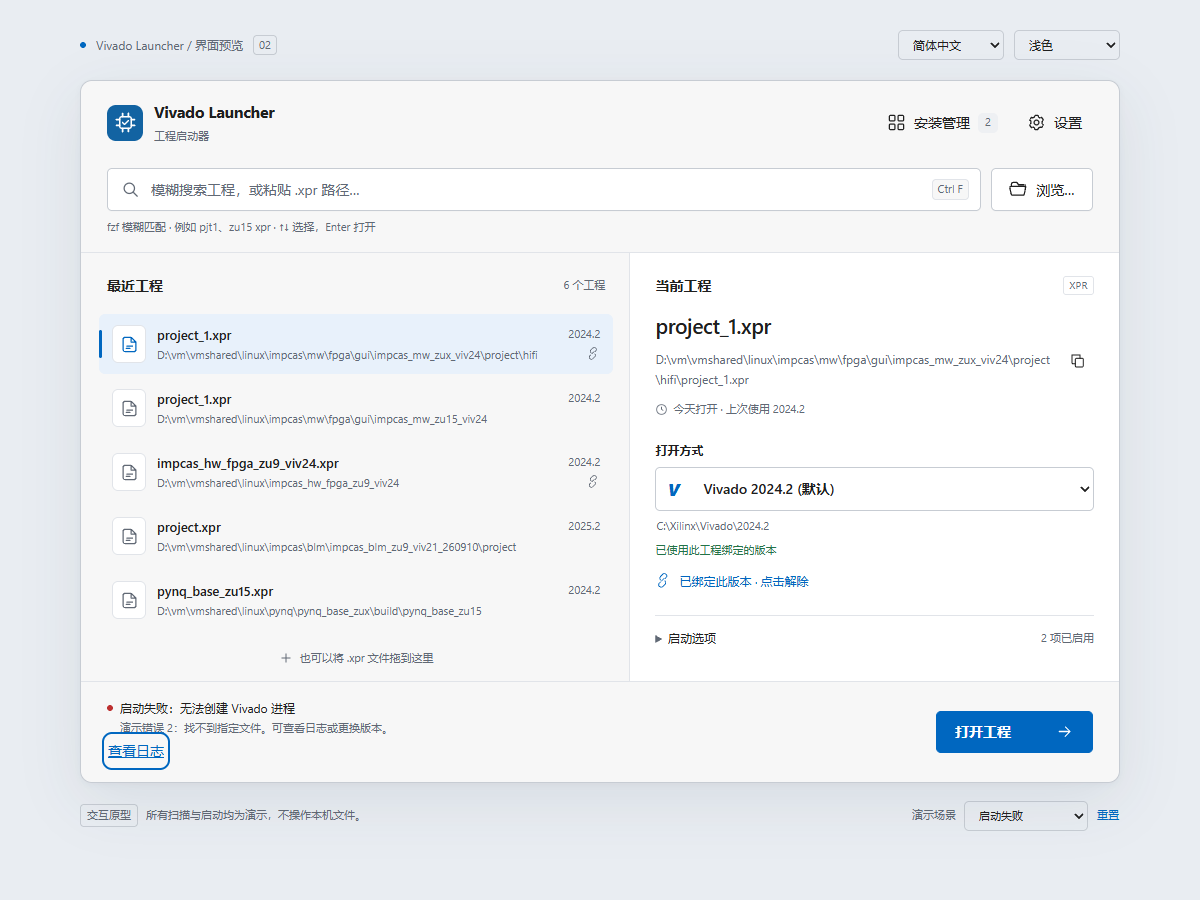 Vivado Launcher / 界面预览 02
简体中文
浅色
Vivado Launcher
工程启动器
安装管理 2
设置
模糊搜索工程，或粘贴 .xpr 路径...
Ctrl F
浏览...
fzf 模糊匹配 · 例如 pjt1、zu15 xpr · ↑↓ 选择，Enter 打开
最近工程
6 个工程
project_1.xpr
2024.2
D:\vm\vmshared\linux\impcas\mw\fpga\gui\impcas_mw_zux_viv24\project\hifi
project_1.xpr
2024.2
D:\vm\vmshared\linux\impcas\mw\fpga\gui\impcas_mw_zu15_viv24
impcas_hw_fpga_zu9_viv24.xpr
2024.2
D:\vm\vmshared\linux\impcas_hw_fpga_zu9_viv24
project.xpr
2025.2
D:\vm\vmshared\linux\impcas\blm\impcas_blm_zu9_viv21_260910\project
pynq_base_zu15.xpr
2024.2
D:\vm\vmshared\linux\pynq\pynq_base_zux\build\pynq_base_zu15
+ 也可以将 .xpr 文件拖到这里
当前工程
XPR
project_1.xpr
D:\vm\vmshared\linux\impcas\mw\fpga\gui\impcas_mw_zux_viv24\project
\hifi\project_1.xpr
今天打开 · 上次使用 2024.2
打开方式
V Vivado 2024.2 (默认)
C:\Xilinx\Vivado\2024.2
已使用此工程绑定的版本
已绑定此版本 · 点击解除
▶ 启动选项
2 项已启用
启动失败：无法创建 Vivado 进程
演示错误 2：找不到指定文件。可查看日志或更换版本。
查看日志
打开工程 →
交互原型 所有扫描与启动均为演示，不操作本机文件。
演示场景
启动失败
重置